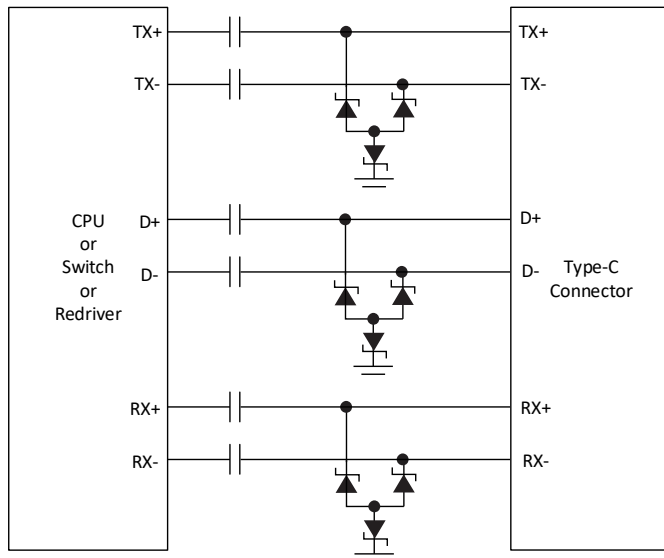 TX+
TX+
TX-
TX-
D+
D+
D-
D-
CPU
or
Switch
or
Redriver
Type-C
Connector
RX+
RX+
RX-
RX-